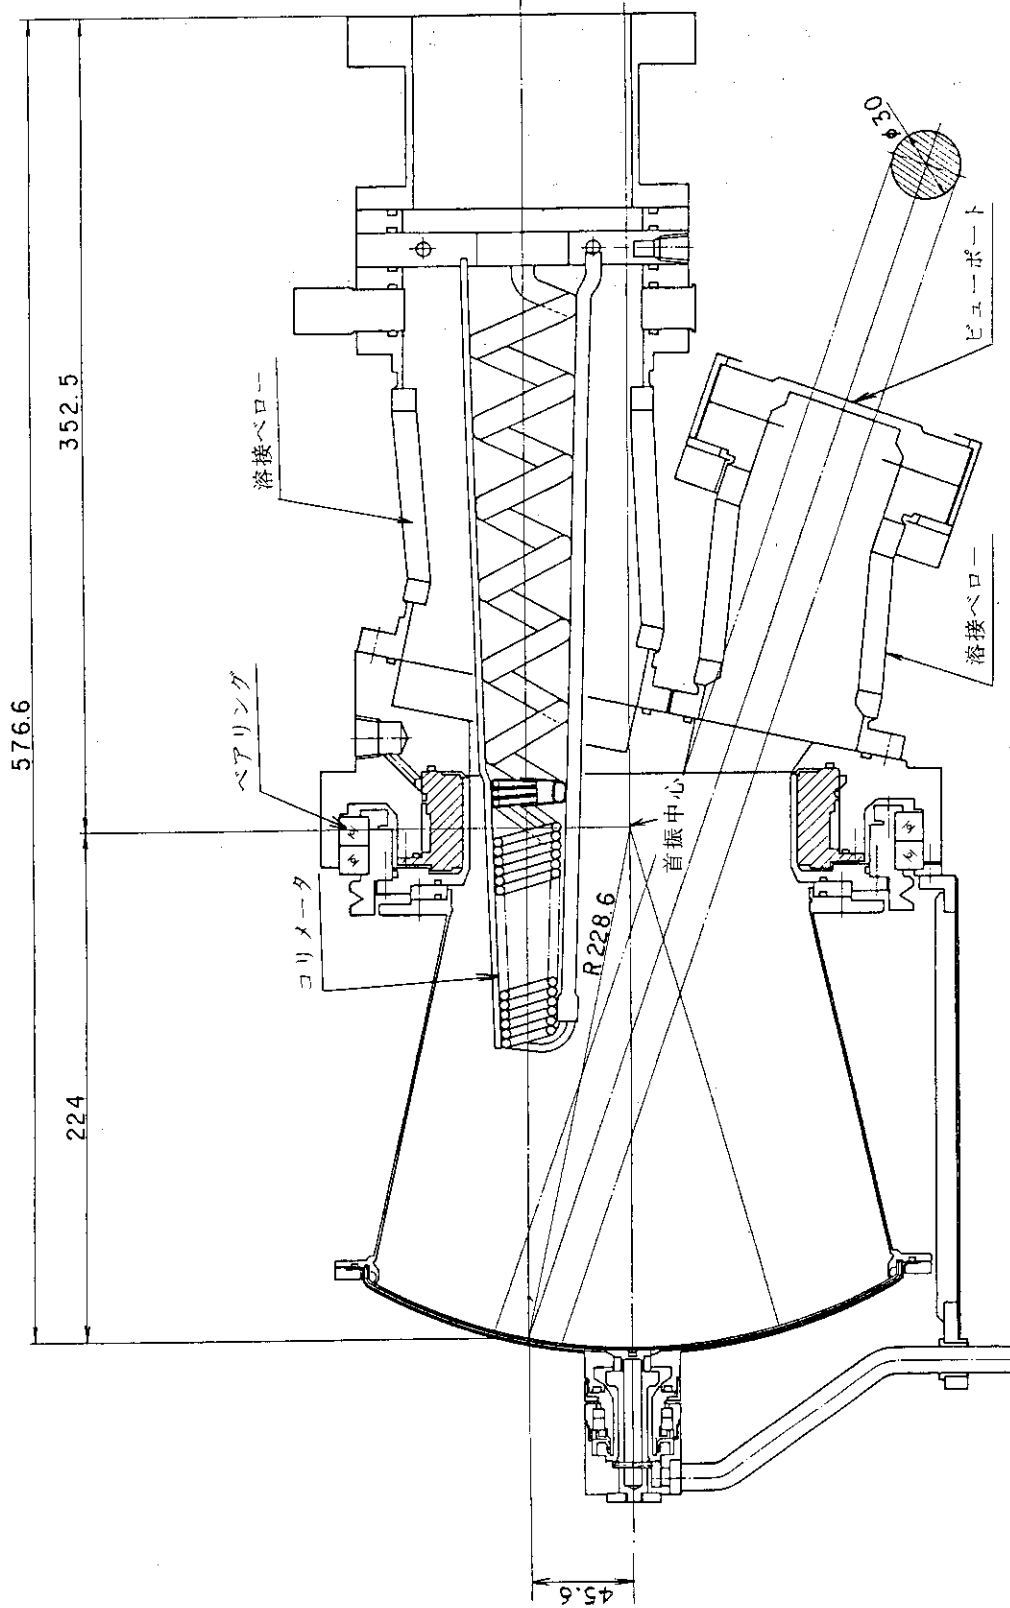 576.6
352.5
224
溶接ベロー
ベアリング
コリメータ
首振中心
R228.6
φ30
ビューポート
溶接ベロー
45.6